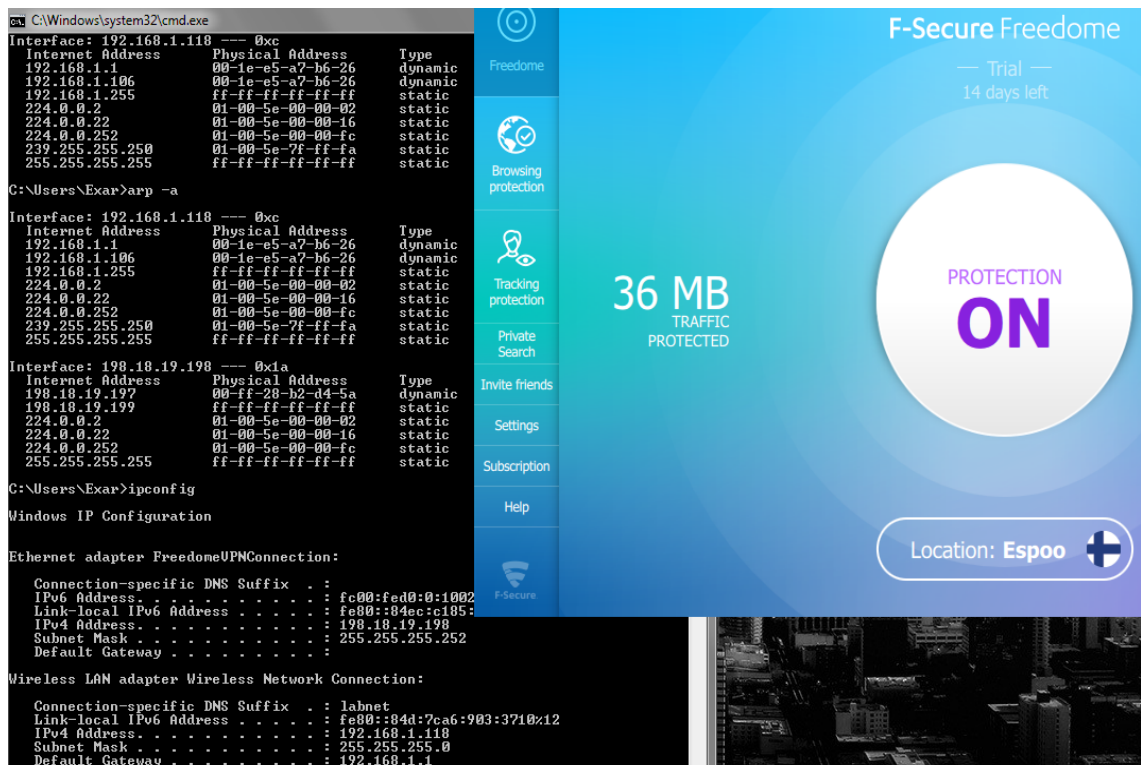 C:\Windows\system32\cmd.exe
Interface: 192.168.1.118 --- 0xc
Internet Address Physical Address Type
192.168.1.1 00-1e-e5-a7-b6-26 dynamic
192.168.1.106 00-1e-e5-a7-b6-26 dynamic
192.168.1.255 ff-ff-ff-ff-ff-ff static
224.0.0.2 01-00-5e-00-00-02 static
224.0.0.22 01-00-5e-00-00-16 static
224.0.0.252 01-00-5e-00-00-fc static
239.255.255.250 01-00-5e-7f-ff-fa static
255.255.255.255 ff-ff-ff-ff-ff-ff static
C:\Users\Exar>arp -a
Interface: 192.168.1.118 --- 0xc
Internet Address Physical Address Type
192.168.1.1 00-1e-e5-a7-b6-26 dynamic
192.168.1.106 00-1e-e5-a7-b6-26 dynamic
192.168.1.255 ff-ff-ff-ff-ff-ff static
224.0.0.2 01-00-5e-00-00-02 static
224.0.0.22 01-00-5e-00-00-16 static
224.0.0.252 01-00-5e-00-00-fc static
239.255.255.250 01-00-5e-7f-ff-fa static
255.255.255.255 ff-ff-ff-ff-ff-ff static
Interface: 198.18.19.198 --- 0x1a
Internet Address Physical Address Type
198.18.19.197 00-ff-28-b2-d4-5a dynamic
198.18.19.199 ff-ff-ff-ff-ff-ff static
224.0.0.2 01-00-5e-00-00-02 static
224.0.0.22 01-00-5e-00-00-16 static
224.0.0.252 01-00-5e-00-00-fc static
255.255.255.255 ff-ff-ff-ff-ff-ff static
C:\Users\Exar>ipconfig
Windows IP Configuration
Ethernet adapter FreedomeVPNConnection:
Connection-specific DNS Suffix . :
IPv6 Address. . . . . . . . . . . : fc00:fed0:0:1002
Link-local IPv6 Address . . . . . : fe80::84ec:c185:
IPv4 Address. . . . . . . . . . . : 198.18.19.198
Subnet Mask . . . . . . . . . . . : 255.255.255.252
Default Gateway . . . . . . . . . :
Wireless LAN adapter Wireless Network Connection:
Connection-specific DNS Suffix . : labnet
Link-local IPv6 Address . . . . . : fe80::84d:7ca6:903:3710%12
IPv4 Address. . . . . . . . . . . : 192.168.1.118
Subnet Mask . . . . . . . . . . . : 255.255.255.0
Default Gateway . . . . . . . . . : 192.168.1.1
Freedome
Browsing
protection
Tracking
protection
Private
Search
Invite friends
Settings
Subscription
Help
F-Secure
F-Secure Freedome
Trial
14 days left
36 MB
TRAFFIC
PROTECTED
PROTECTION
ON
Location: Espoo